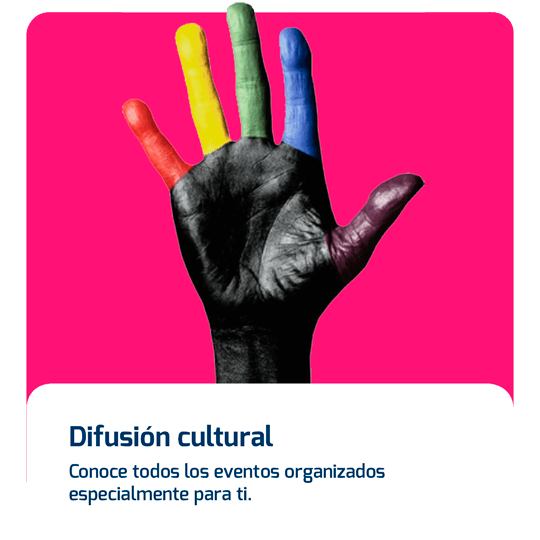 Difusión cultural
Conoce todos los eventos organizados
especialmente para ti.